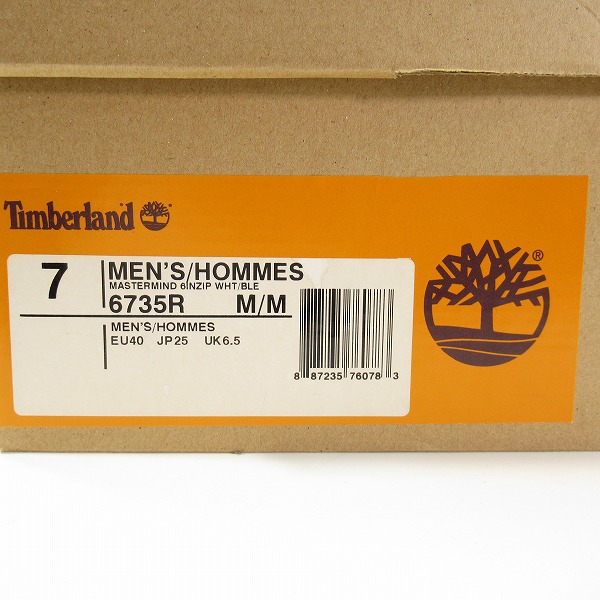 Timberland
®
7
MEN'S/HOMMES
MASTERMIND 6INZIP WHT/BLE
6735R M/M
MEN'S/HOMMES
EU40 JP25 UK6.5
8 87235 76078 3